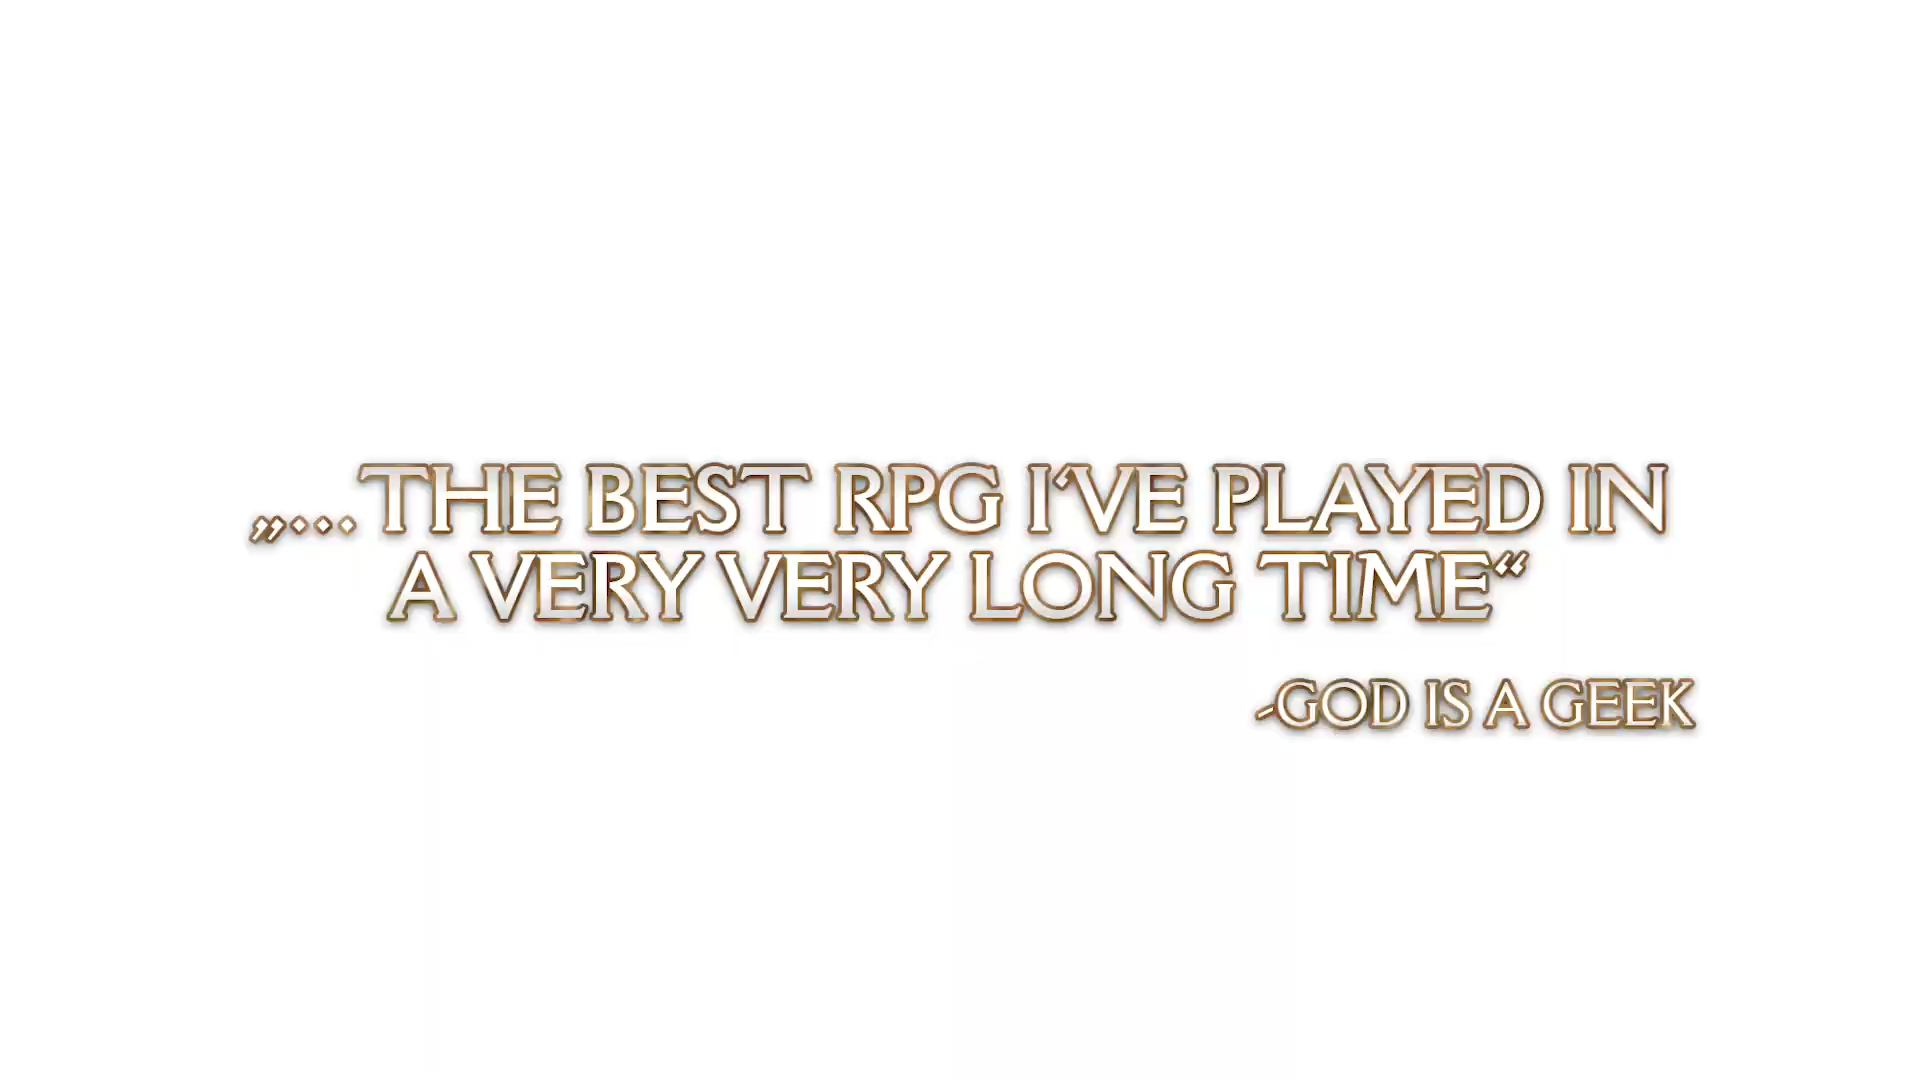 „...THE BEST RPG I‘VE PLAYED IN
A VERY VERY LONG TIME“
-GOD IS A GEEK